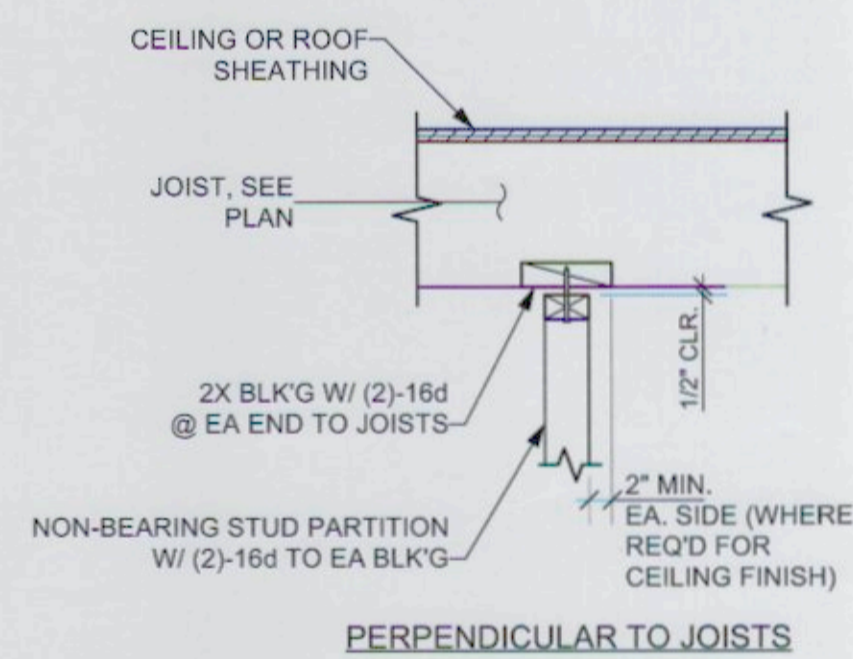 CEILING OR ROOF
SHEATHING
JOIST, SEE
PLAN
1/2" CLR.
2X BLK'G W/ (2)-16d
@ EA END TO JOISTS
2" MIN.
EA. SIDE (WHERE
REQ'D FOR
CEILING FINISH)
NON-BEARING STUD PARTITION
W/ (2)-16d TO EA BLK'G
PERPENDICULAR TO JOISTS